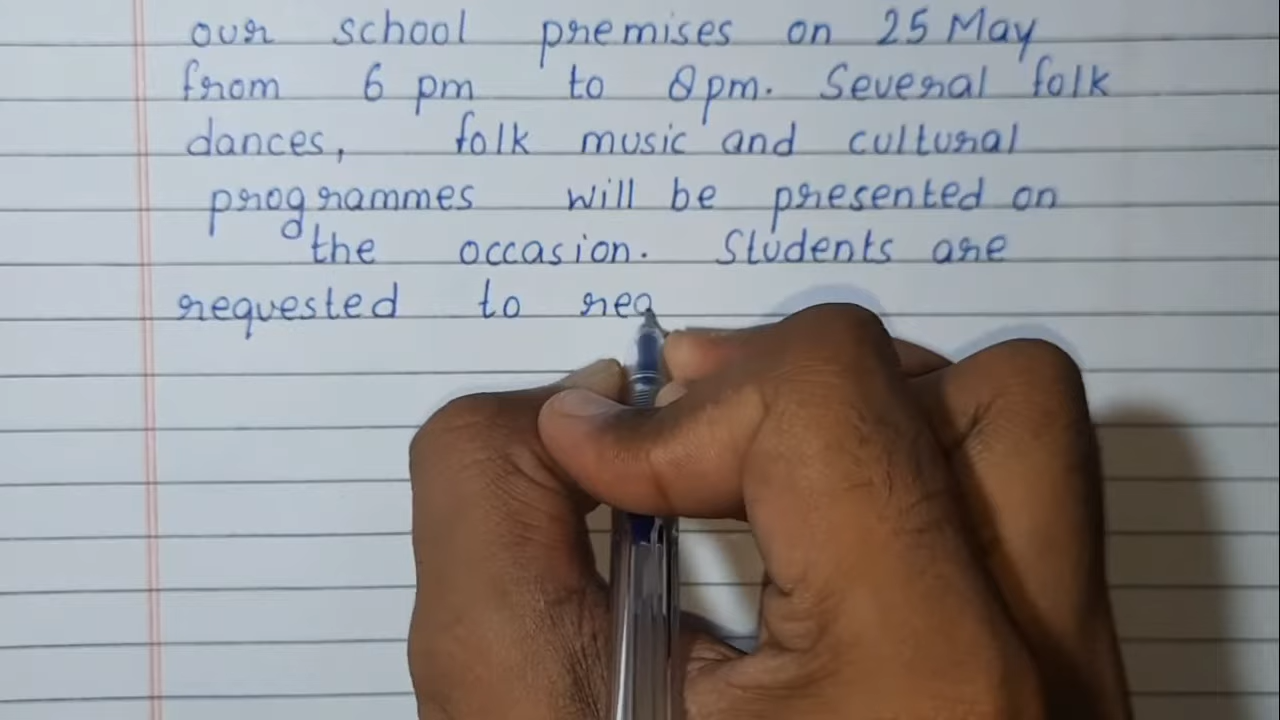 our school premises on 25 May
from 6 pm to 8pm. Several folk
dances, folk music and cultural
programmes will be presented on
the occasion. Students are
requested to